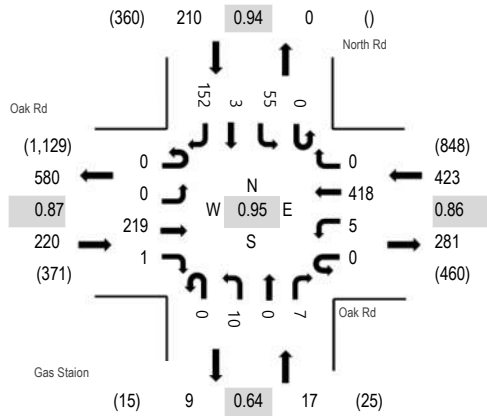 (360) 210 0.94 0 ()
North Rd
152 3 55 0
Oak Rd
(1,129) 0 0 (848)
580 0 N 418 423
0.87 W 0.95 E 0.86
219 S 5
220 1 0 281
(371) (460)
0 10 0 7
Oak Rd
Gas Staion
(15) 9 0.64 17 (25)